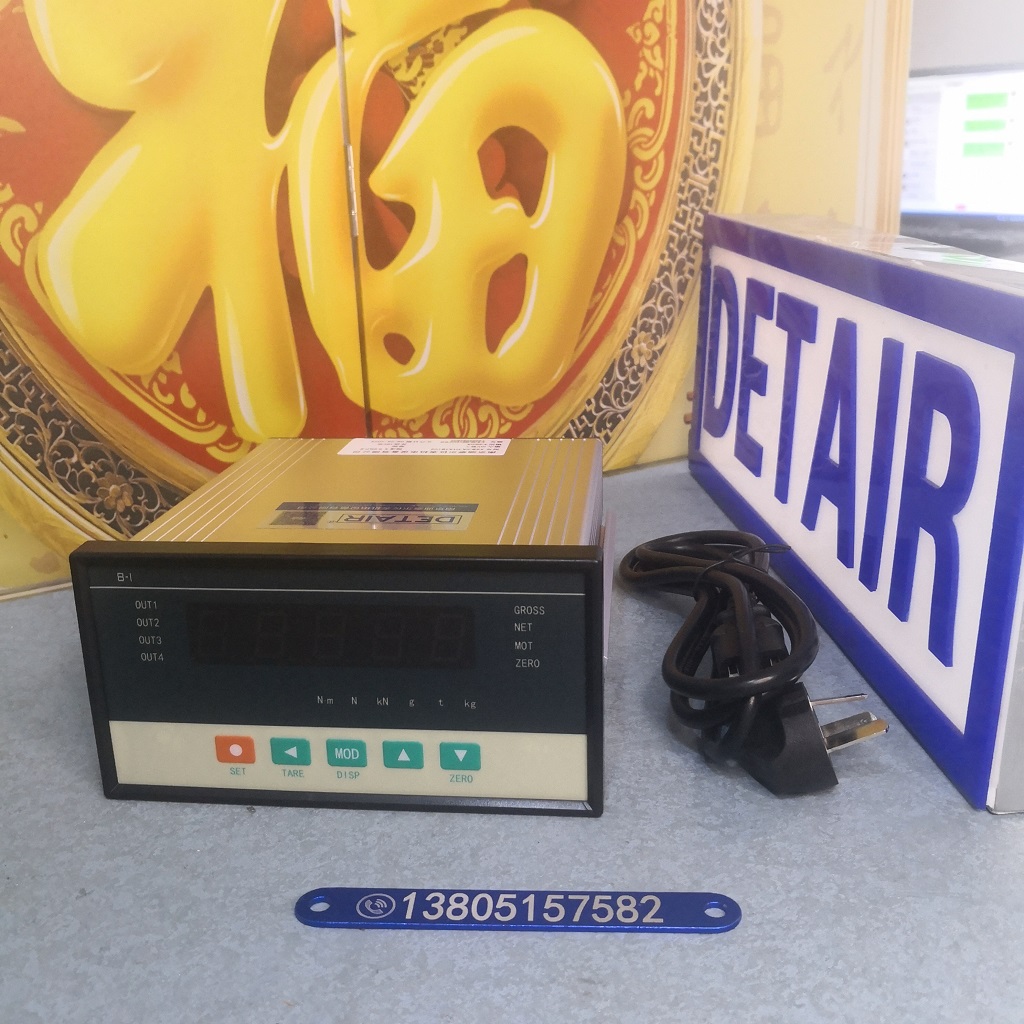 福
DETAIR
DETAIR
B-1
OUT1
OUT2
OUT3
OUT4
GROSS
NET
MOT
ZERO
Nm N kN g t kg
MOD
SET
TARE
DISP
ZERO
13805157582